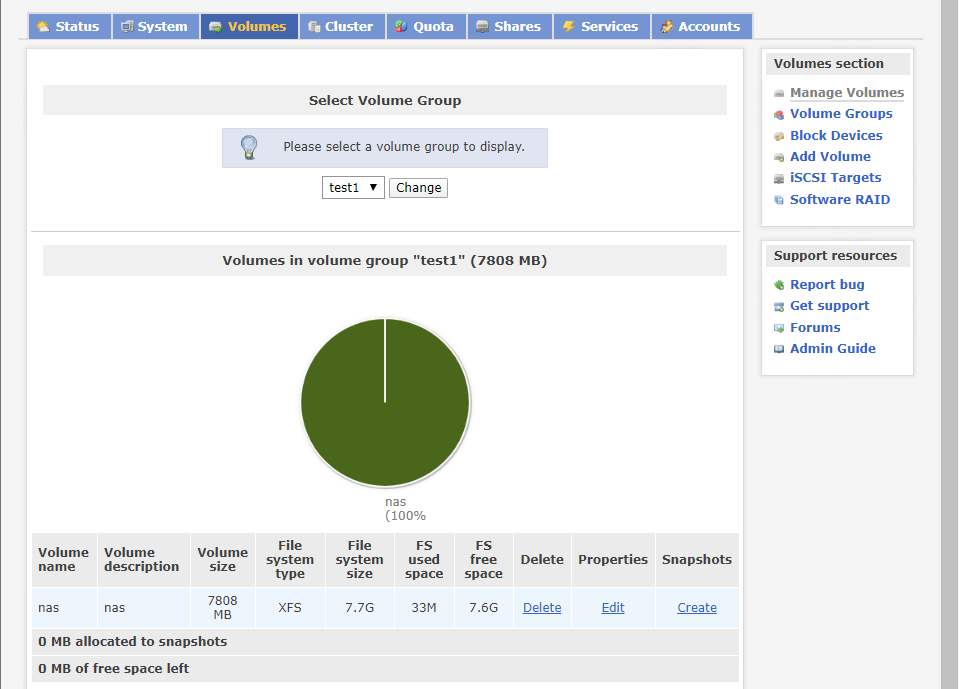 Status System Volumes Cluster Quota Shares Services Accounts
Select Volume Group
Please select a volume group to display.
test1 ▼ Change
Volumes in volume group "test1" (7808 MB)
nas
(100%
Volume name Volume description Volume size File system type File system size FS used space FS free space Delete Properties Snapshots
nas nas 7808 MB XFS 7.7G 33M 7.6G Delete Edit Create
0 MB allocated to snapshots
0 MB of free space left
Volumes section
Manage Volumes
Volume Groups
Block Devices
Add Volume
iSCSI Targets
Software RAID
Support resources
Report bug
Get support
Forums
Admin Guide